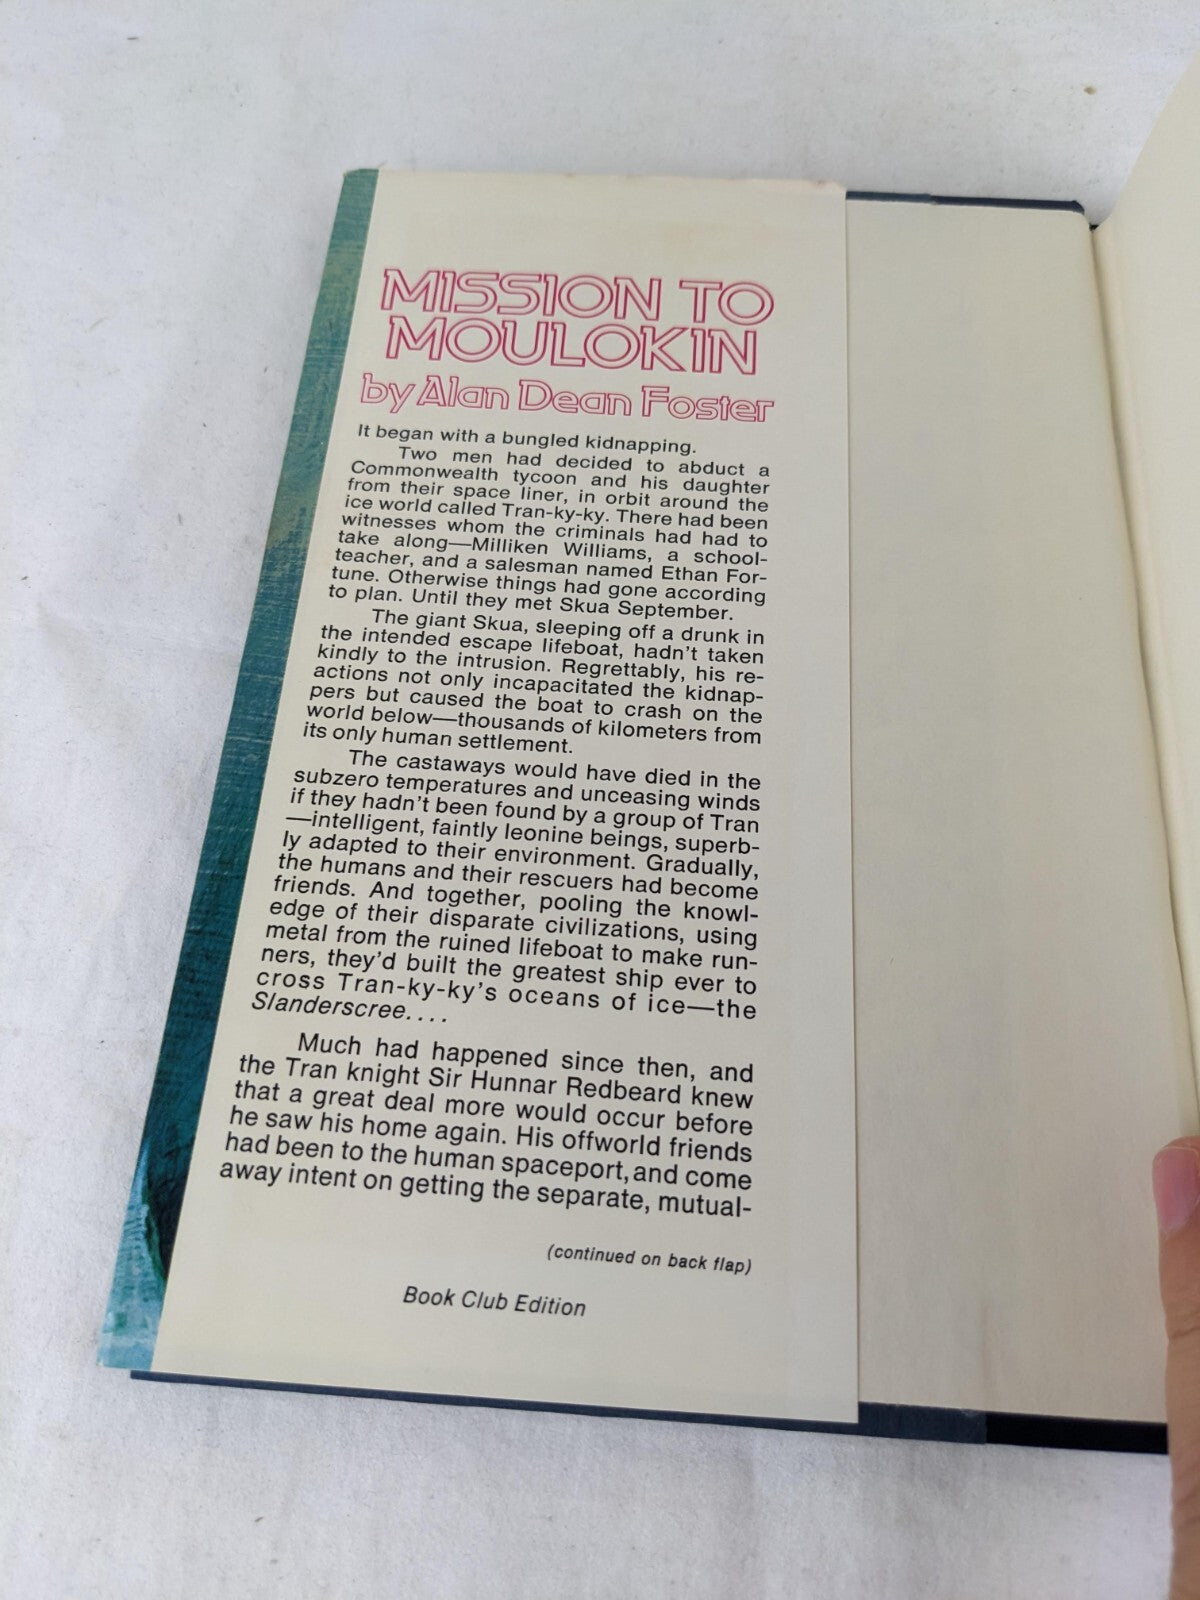 MISSION TO
MOULOKIN
by Alan Dean Foster
It began with a bungled kidnapping.
Two men had decided to abduct a
Commonwealth tycoon and his daughter
from their space liner, in orbit around the
ice world called Tran-ky-ky. There had been
witnesses whom the criminals had had to
take along—Milliken Williams, a school-
teacher, and a salesman named Ethan For-
tune. Otherwise things had gone according
to plan. Until they met Skua September.
The giant Skua, sleeping off a drunk in
the intended escape lifeboat, hadn't taken
kindly to the intrusion. Regrettably, his re-
actions not only incapacitated the kidnap-
pers but caused the boat to crash on the
world below—thousands of kilometers from
its only human settlement.
The castaways would have died in the
subzero temperatures and unceasing winds
if they hadn't been found by a group of Tran
—intelligent, faintly leonine beings, superb-
ly adapted to their environment. Gradually,
the humans and their rescuers had become
friends. And together, pooling the knowl-
edge of their disparate civilizations, using
metal from the ruined lifeboat to make run-
ners, they'd built the greatest ship ever to
cross Tran-ky-ky's oceans of ice—the
Slanderscree....
Much had happened since then, and
the Tran knight Sir Hunnar Redbeard knew
that a great deal more would occur before
he saw his home again. His offworld friends
had been to the human spaceport, and come
away intent on getting the separate, mutual-
(continued on back flap)
Book Club Edition